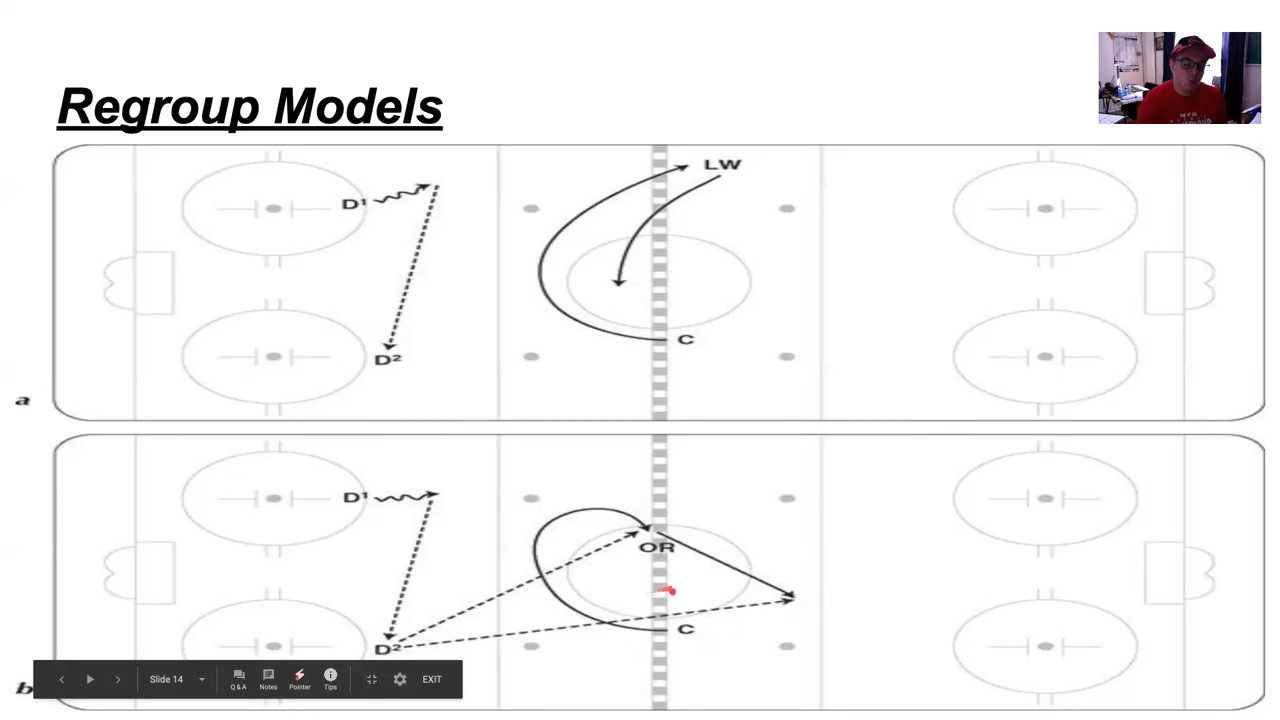 Regroup Models
LW
D¹
C
D²
a
D¹
OR
C
D²
b
Slide 14
Q & A
Notes
Pointer
Tips
EXIT